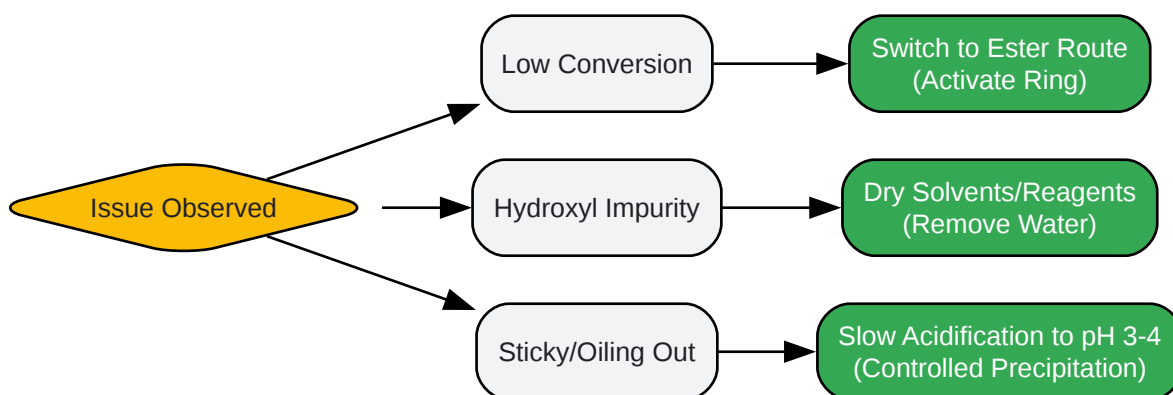 Issue Observed
Low Conversion
Switch to Ester Route
(Activate Ring)
Hydroxyl Impurity
Dry Solvents/Reagents
(Remove Water)
Sticky/Oiling Out
Slow Acidification to pH 3-4
(Controlled Precipitation)